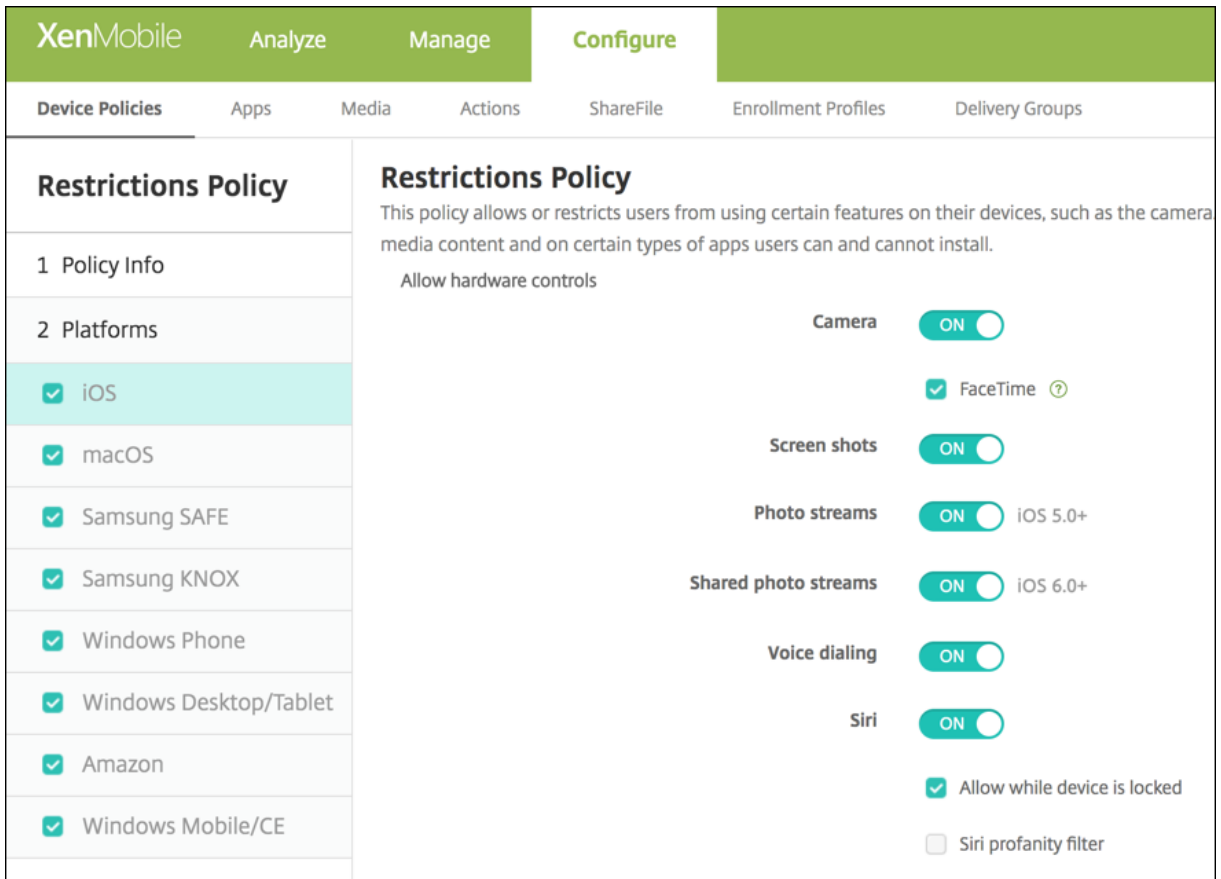 XenMobile Analyze Manage Configure
Device Policies Apps Media Actions ShareFile Enrollment Profiles Delivery Groups
Restrictions Policy
1 Policy Info
2 Platforms
iOS
macOS
Samsung SAFE
Samsung KNOX
Windows Phone
Windows Desktop/Tablet
Amazon
Windows Mobile/CE
Restrictions Policy
This policy allows or restricts users from using certain features on their devices, such as the camera.
media content and on certain types of apps users can and cannot install.
Allow hardware controls
Camera ON
FaceTime ?
Screen shots ON
Photo streams ON iOS 5.0+
Shared photo streams ON iOS 6.0+
Voice dialing ON
Siri ON
Allow while device is locked
Siri profanity filter